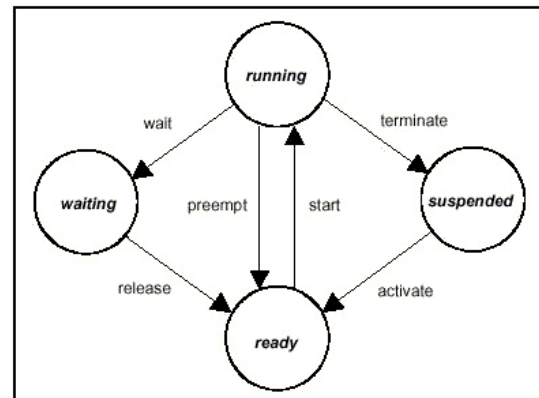 running
wait
terminate
waiting
preempt
start
suspended
release
activate
ready